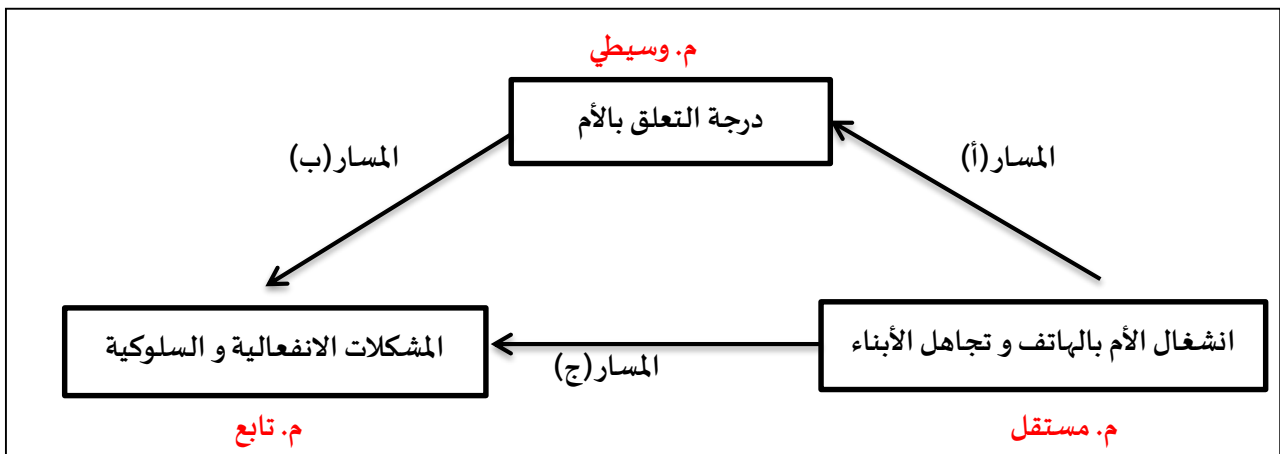 م. وسيطي
درجة التعلق بالأم
المسار(أ)
المسار(ب)
انشغال الأم بالهاتف و تجاهل الأبناء
المشكلات الانفعالية و السلوكية
المسار(ج)
م. مستقل
م. تابع